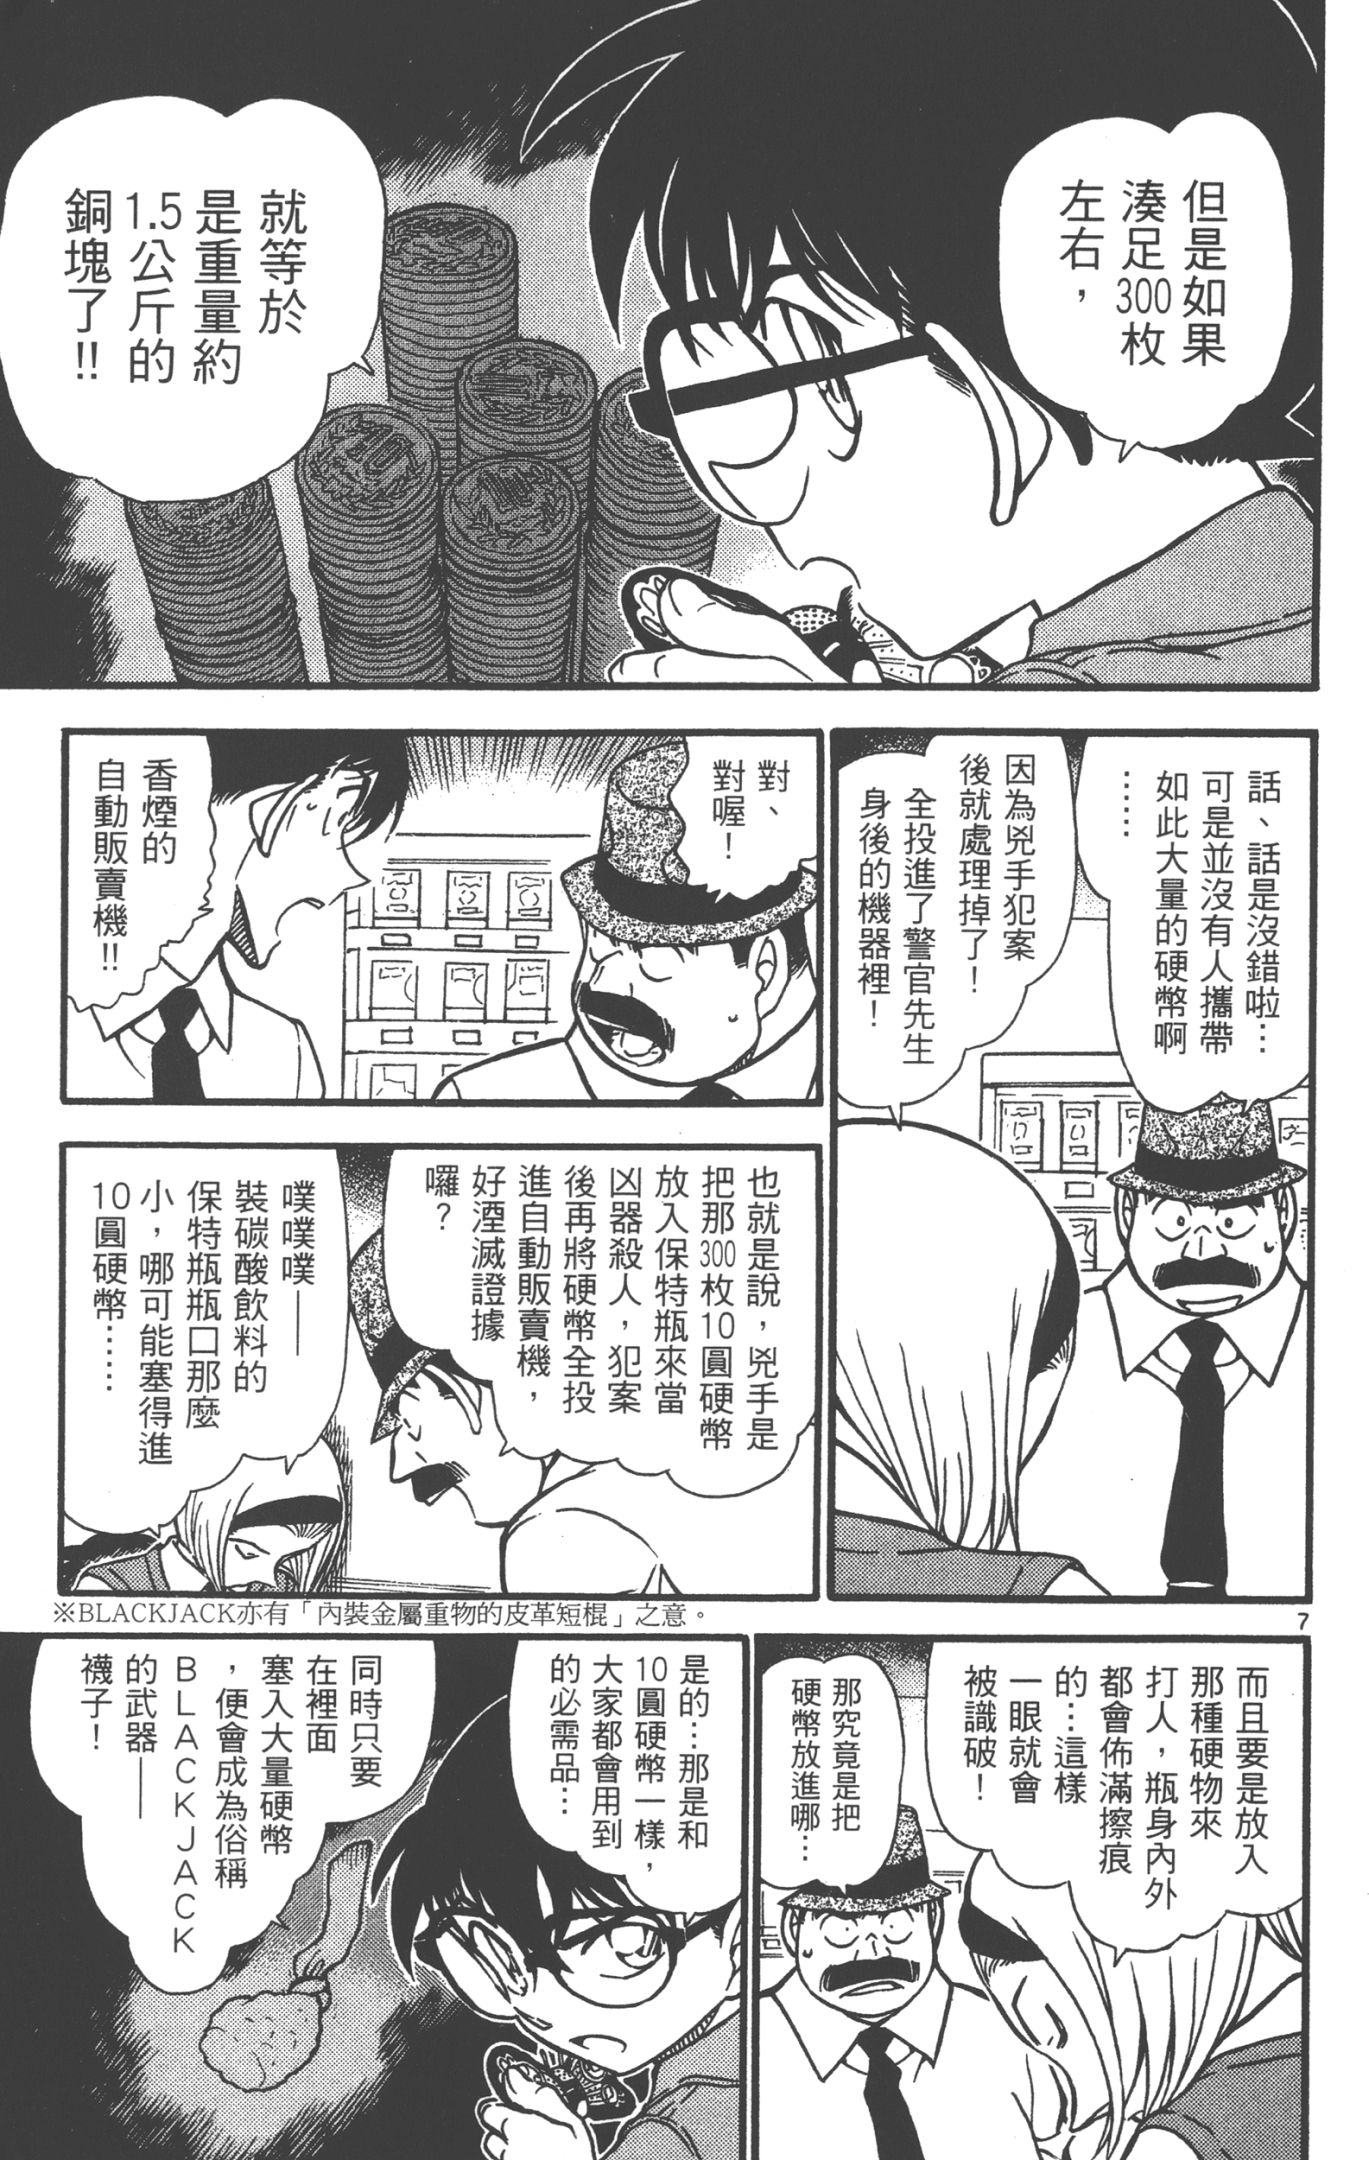 但是如果
湊足300枚
左右，
就等於
是重量約
1.5公斤的
銅塊了!!
話、話是沒錯啦…
可是並沒有人攜帶
如此大量的硬幣啊
……
因為兇手犯案
後就處理掉了！
全投進了警官先生
身後的機器裡！
對、
對喔！
香煙的
自動販賣機!!
也就是說，兇手是
把那300枚10圓硬幣
放入保特瓶來當
凶器殺人，犯案
後再將硬幣全投
進自動販賣機，
好湮滅證據
囉？
噗噗噗——
裝碳酸飲料的
保特瓶瓶口那麼
小，哪可能塞得進
10圓硬幣……
※BLACKJACK亦有「內裝金屬重物的皮革短棍」之意。
7
而且要是放入
那種硬物來
打人，瓶身內外
都會佈滿擦痕
的…這樣
一眼就會
被識破！
那究竟是把
硬幣放進哪…
是的…那是和
10圓硬幣一樣，
大家都會用到
的必需品…
同時只要
在裡面
塞入大量硬幣
，便會成為俗稱
BLACKJACK
的武器——
襪子！